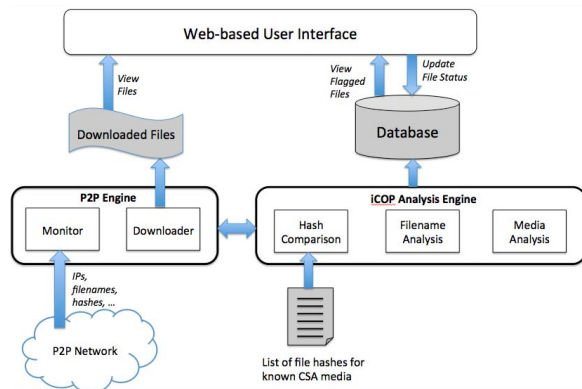 Web-based User Interface
View
Files
View
Flagged
Files
Update
File Status
Downloaded Files
Database
P2P Engine
Monitor
Downloader
iCOP Analysis Engine
Hash
Comparison
Filename
Analysis
Media
Analysis
IPs,
filenames,
hashes, ...
P2P Network
List of file hashes for
known CSA media